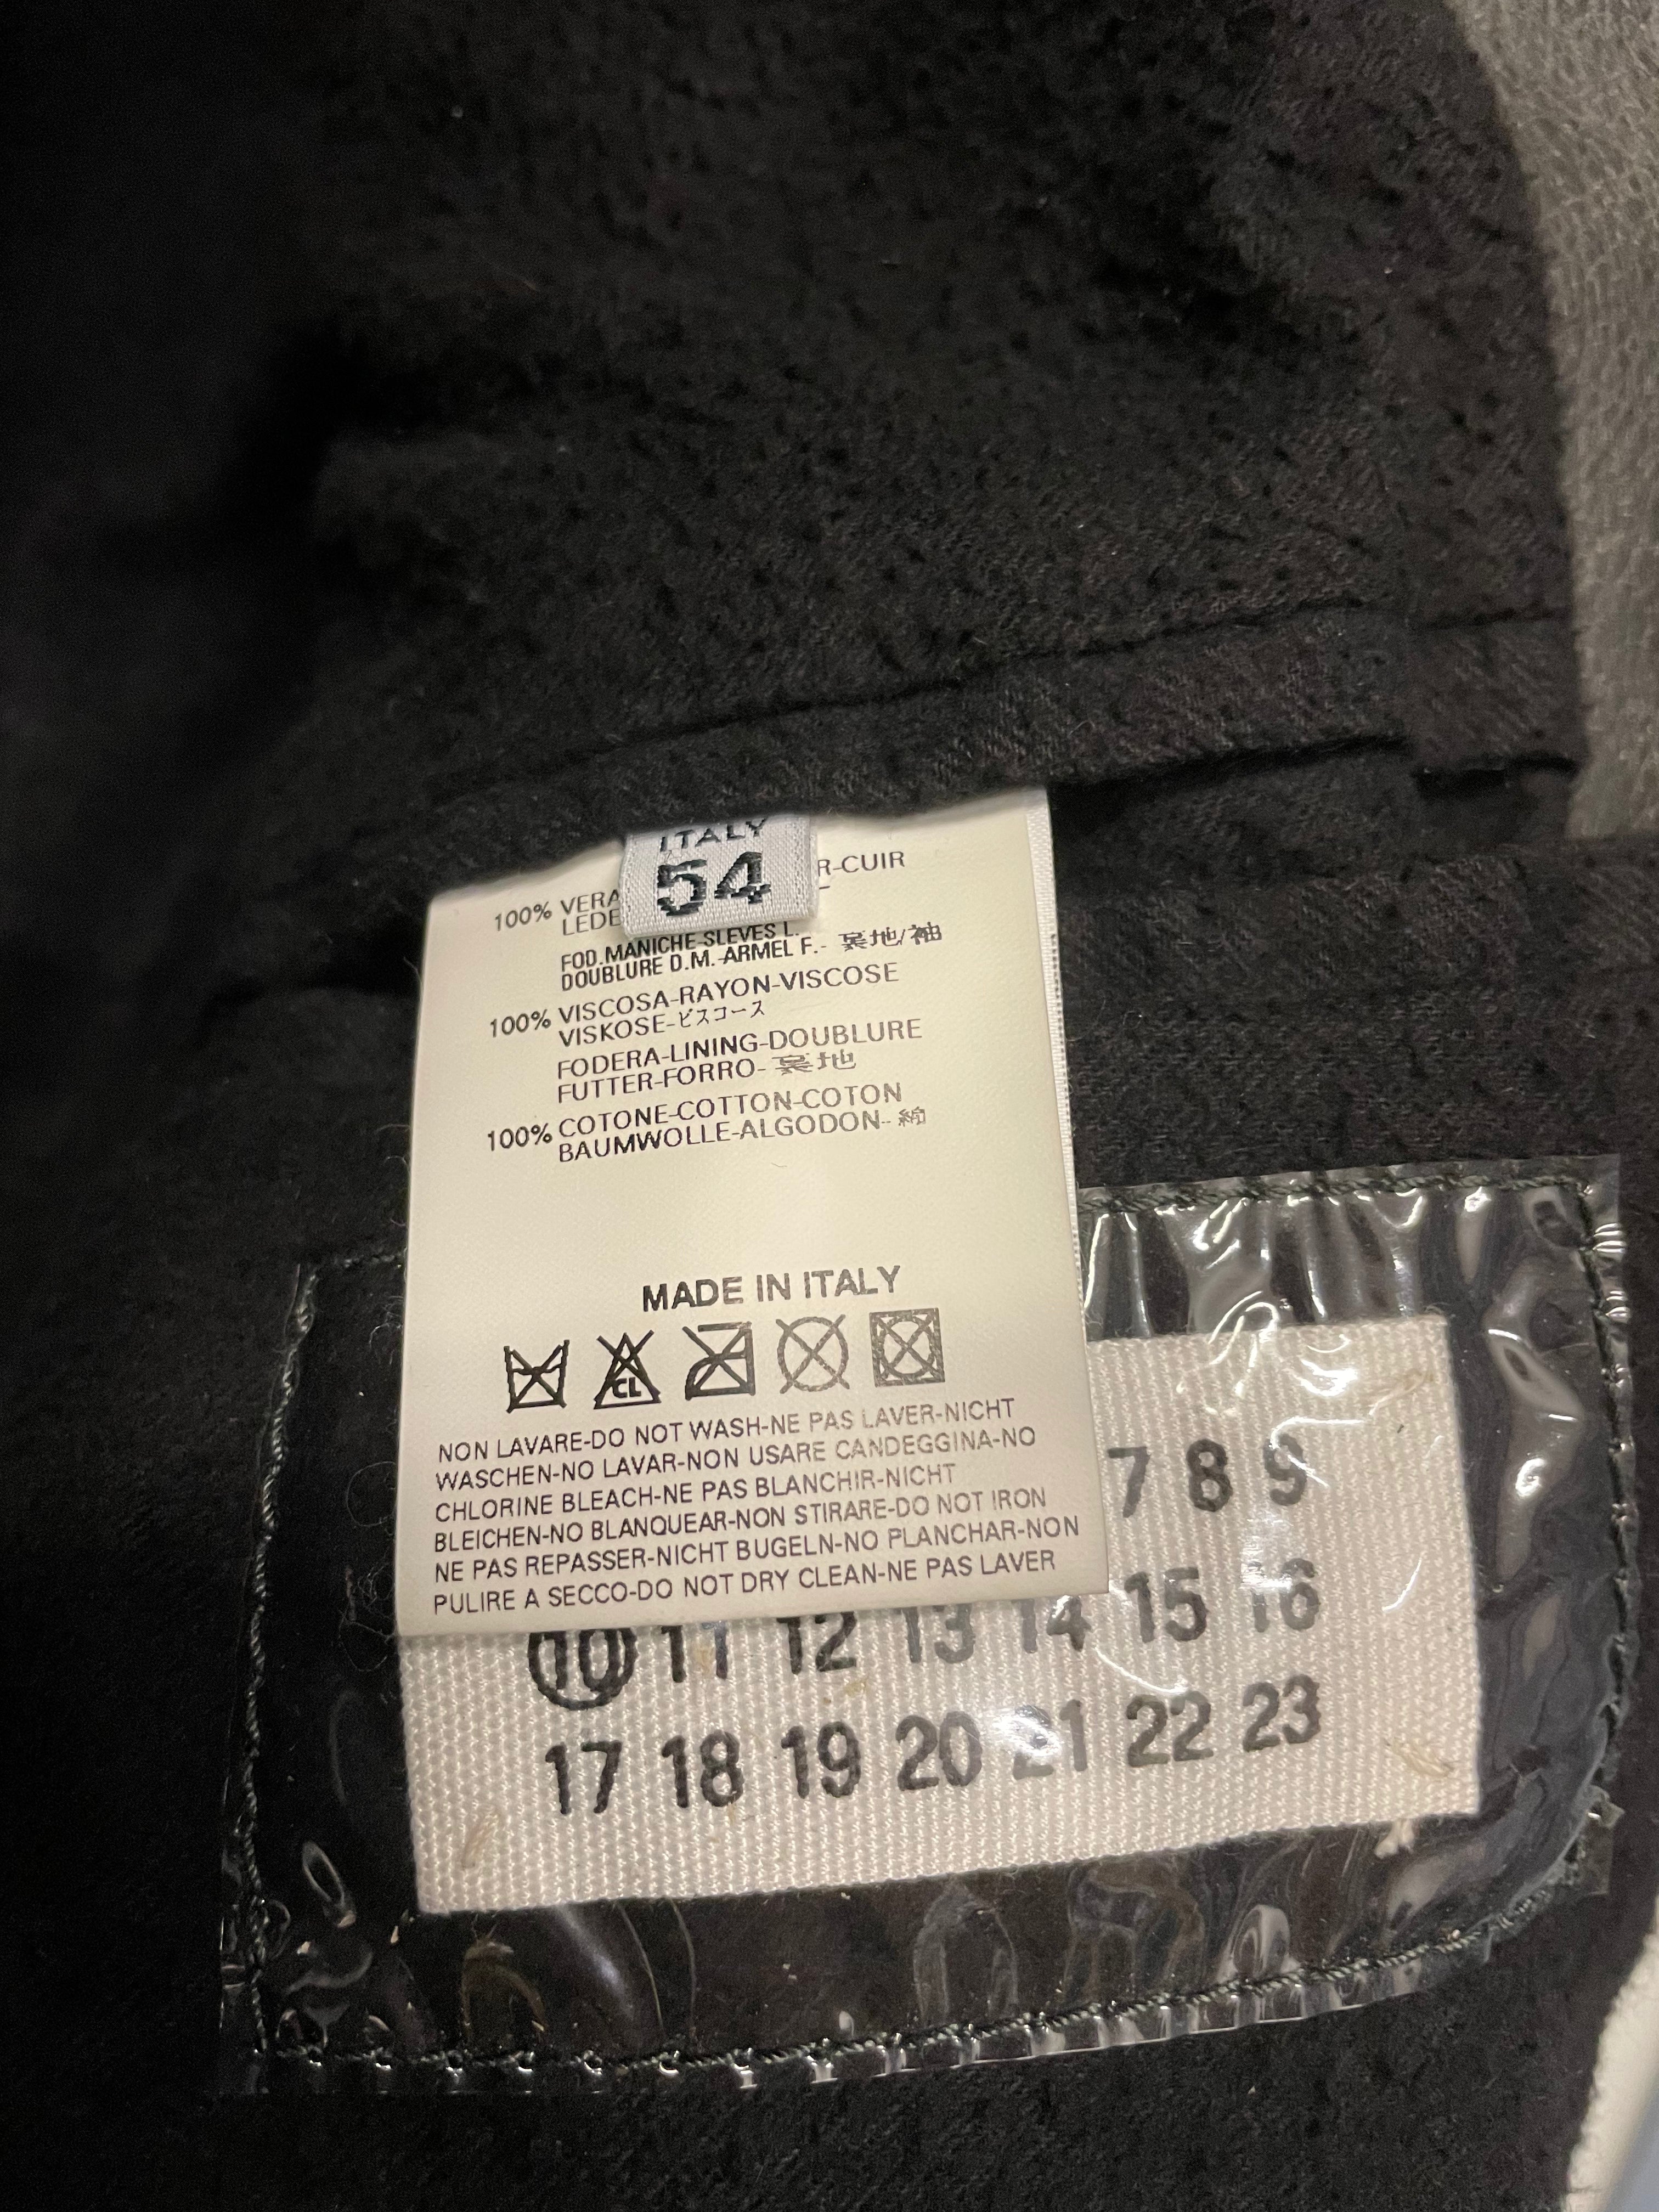 ITALY
54
100% VERA R-CUIR
LEDE
FOD.MANICHE-SLEVES L.
DOUBLURE D.M.-ARMEL F.- 裏地/袖
100% VISCOSA-RAYON-VISCOSE
VISKOSE-ビスコース
FODERA-LINING-DOUBLURE
FUTTER-FORRO- 裏地
100% COTONE-COTTON-COTON
BAUMWOLLE-ALGODON- 綿
MADE IN ITALY
CL
NON LAVARE-DO NOT WASH-NE PAS LAVER-NICHT
WASCHEN-NO LAVAR-NON USARE CANDEGGINA-NO
CHLORINE BLEACH-NE PAS BLANCHIR-NICHT
BLEICHEN-NO BLANQUEAR-NON STIRARE-DO NOT IRON
NE PAS REPASSER-NICHT BUGELN-NO PLANCHAR-NON
PULIRE A SECCO-DO NOT DRY CLEAN-NE PAS LAVER
7 8 9
10 11 12 13 14 15 16
17 18 19 20 21 22 23